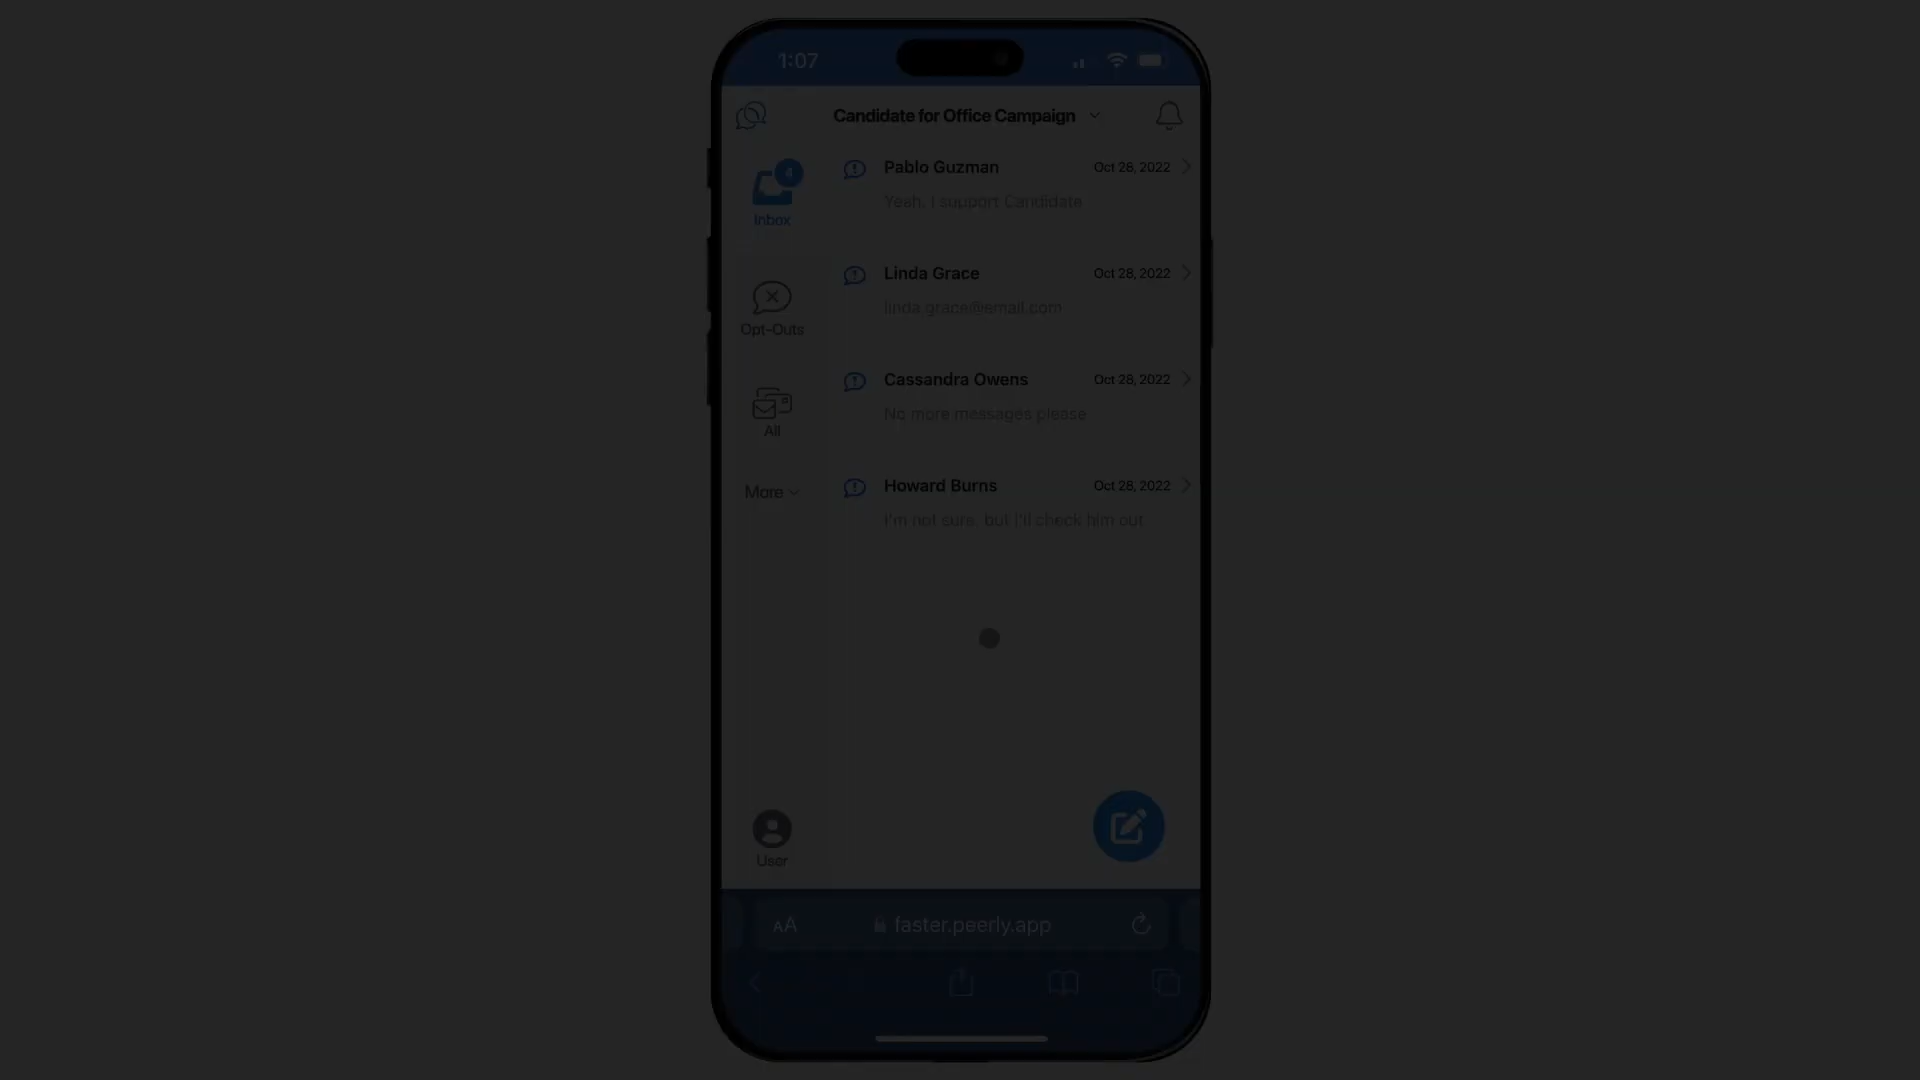 1:07
Candidate for Office Campaign
4
Inbox
Pablo Guzman Oct 28, 2022
Yeah, I support Candidate
Linda Grace Oct 28, 2022
linda.grace@email.com
Opt-Outs
Cassandra Owens Oct 28, 2022
No more messages please
All
More
Howard Burns Oct 28, 2022
I'm not sure, but I'll check him out
User
AA faster.peerly.app